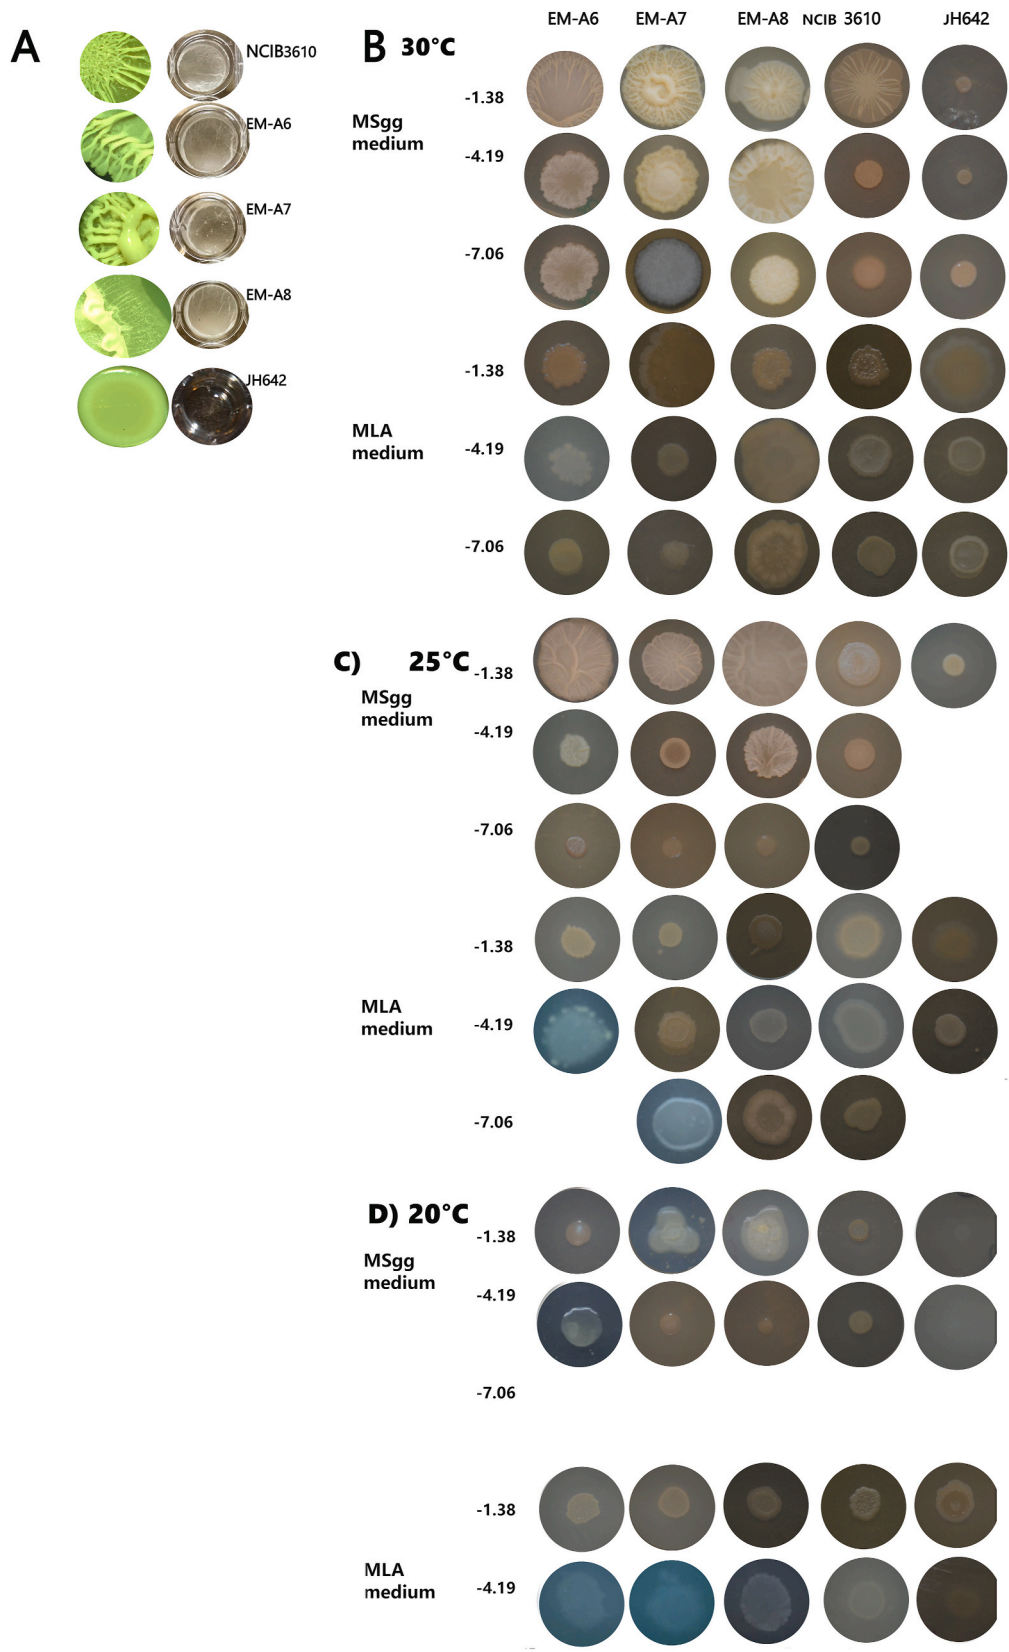 A
NCIB3610
EM-A6
EM-A7
EM-A8
JH642
B 30°C
EM-A6 EM-A7 EM-A8 NCIB 3610 JH642
-1.38
MSgg
medium
-4.19
-7.06
-1.38
MLA
medium
-4.19
-7.06
C) 25°C
-1.38
MSgg
medium
-4.19
-7.06
-1.38
MLA
medium
-4.19
-7.06
D) 20°C
-1.38
MSgg
medium
-4.19
-7.06
-1.38
MLA
medium
-4.19